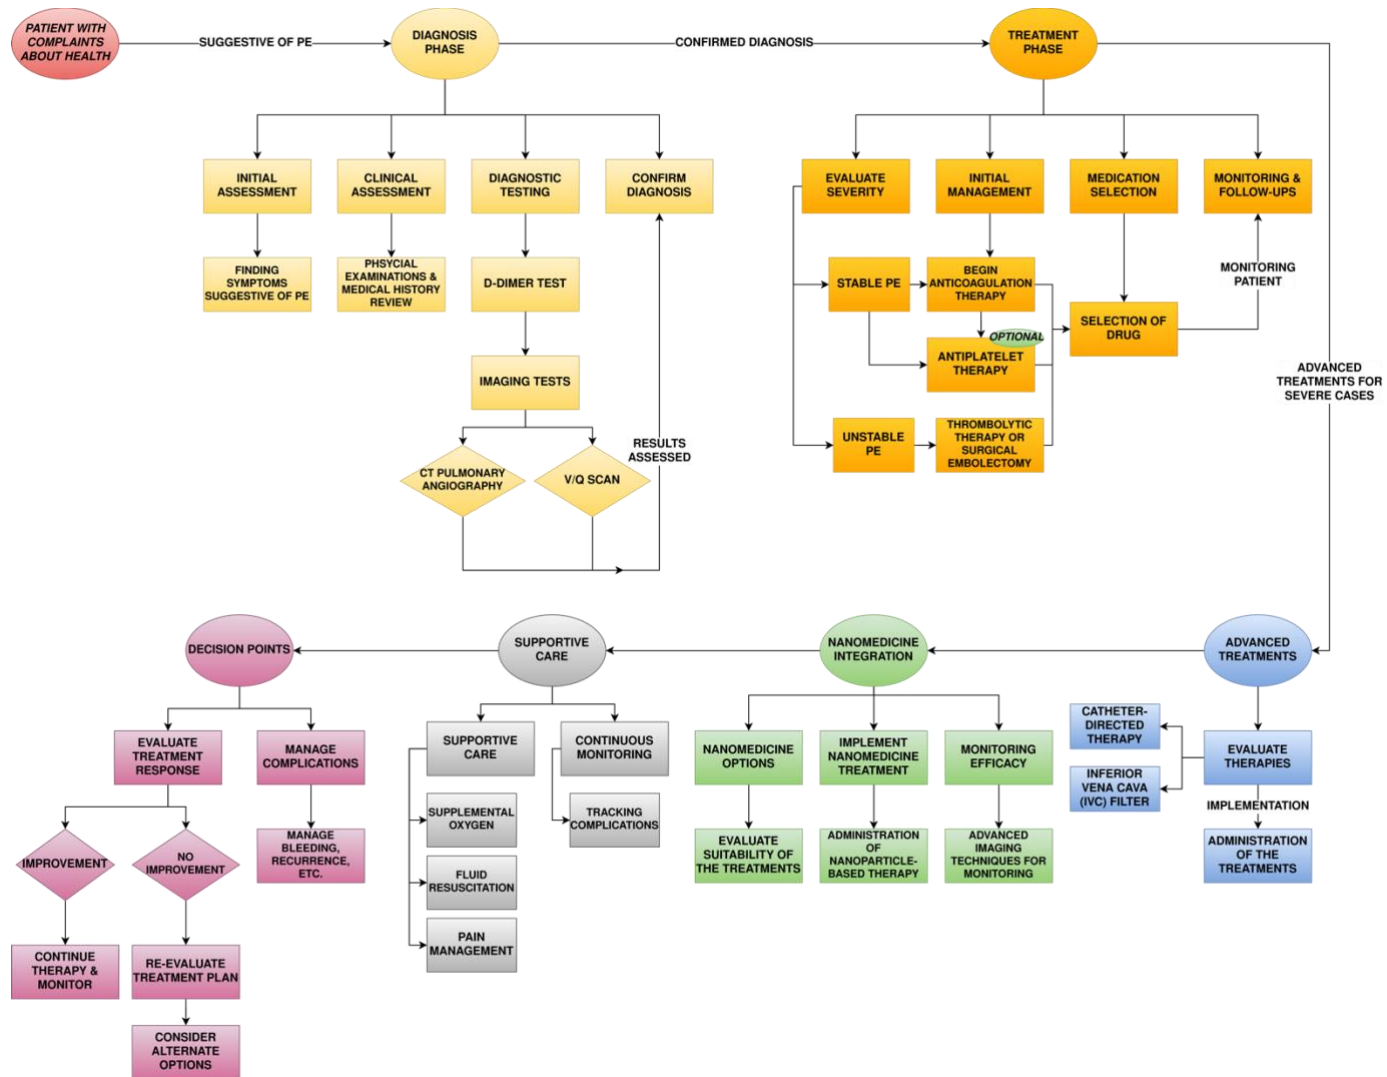 PATIENT WITH
COMPLAINTS
ABOUT HEALTH
SUGGESTIVE OF PE
DIAGNOSIS
PHASE
CONFIRMED DIAGNOSIS
TREATMENT
PHASE
INITIAL
ASSESSMENT
CLINICAL
ASSESSMENT
DIAGNOSTIC
TESTING
CONFIRM
DIAGNOSIS
FINDING
SYMPTOMS
SUGGESTIVE OF PE
PHSYCIAL
EXAMINATIONS &
MEDICAL HISTORY
REVIEW
D-DIMER TEST
IMAGING TESTS
CT PULMONARY
ANGIOGRAPHY
V/Q SCAN
RESULTS
ASSESSED
EVALUATE
SEVERITY
INITIAL
MANAGEMENT
MEDICATION
SELECTION
MONITORING &
FOLLOW-UPS
STABLE PE
BEGIN
ANTICOAGULATION
THERAPY
OPTIONAL
ANTIPLATELET
THERAPY
SELECTION OF
DRUG
MONITORING
PATIENT
UNSTABLE
PE
THROMBOLYTIC
THERAPY OR
SURGICAL
EMBOLECTOMY
ADVANCED
TREATMENTS FOR
SEVERE CASES
DECISION POINTS
SUPPORTIVE
CARE
NANOMEDICINE
INTEGRATION
ADVANCED
TREATMENTS
EVALUATE
TREATMENT
RESPONSE
MANAGE
COMPLICATIONS
IMPROVEMENT
NO
IMPROVEMENT
MANAGE
BLEEDING,
RECURRENCE,
ETC.
CONTINUE
THERAPY &
MONITOR
RE-EVALUATE
TREATMENT PLAN
CONSIDER
ALTERNATE
OPTIONS
SUPPORTIVE
CARE
CONTINUOUS
MONITORING
SUPPLEMENTAL
OXYGEN
TRACKING
COMPLICATIONS
FLUID
RESUSCITATION
PAIN
MANAGEMENT
NANOMEDICINE
OPTIONS
IMPLEMENT
NANOMEDICINE
TREATMENT
MONITORING
EFFICACY
EVALUATE
SUITABILITY OF
THE TREATMENTS
ADMINISTRATION
OF
NANOPARTICLE-
BASED THERAPY
ADVANCED
IMAGING
TECHNIQUES FOR
MONITORING
CATHETER-
DIRECTED
THERAPY
INFERIOR
VENA CAVA
(IVC) FILTER
EVALUATE
THERAPIES
IMPLEMENTATION
ADMINISTRATION
OF THE
TREATMENTS